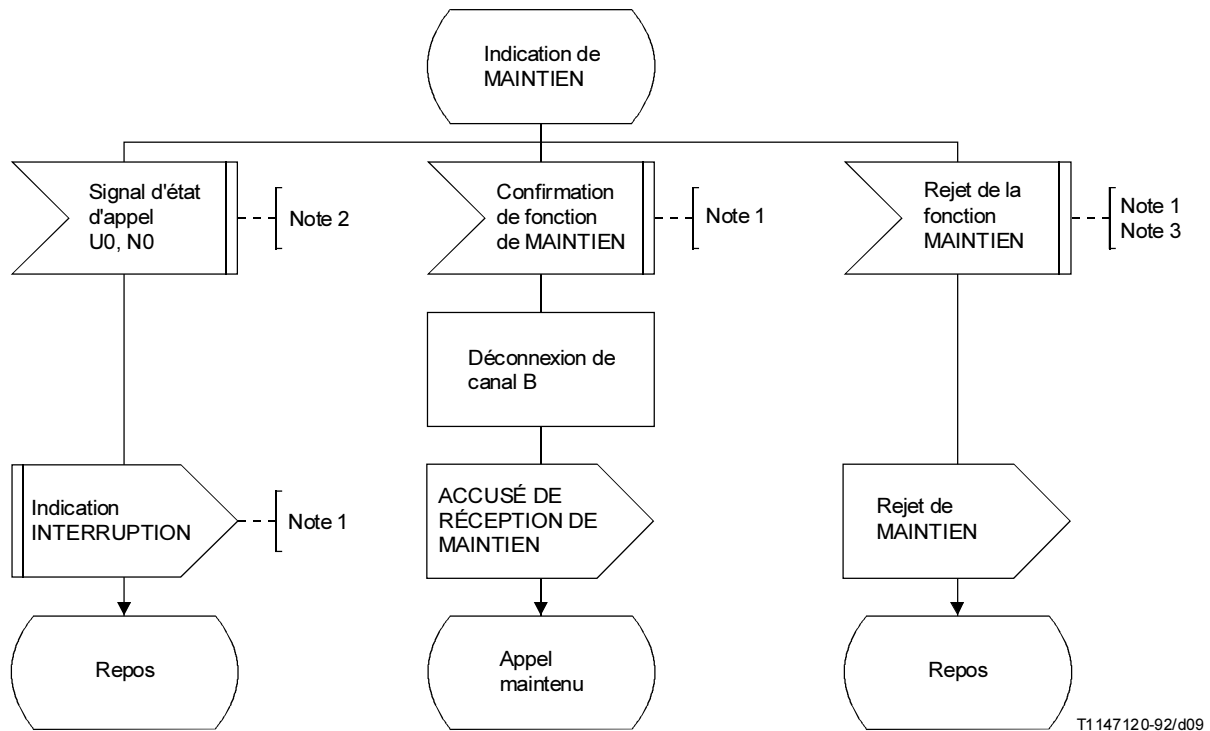 Indication de
MAINTIEN
Signal d'état
d'appel
U0, N0
Note 2
Confirmation
de fonction
de MAINTIEN
Note 1
Rejet de la
fonction
MAINTIEN
Note 1
Note 3
Déconnexion de
canal B
Indication
INTERRUPTION
Note 1
ACCUSÉ DE
RÉCEPTION DE
MAINTIEN
Rejet de
MAINTIEN
Repos
Appel
maintenu
Repos
T1147120-92/d09